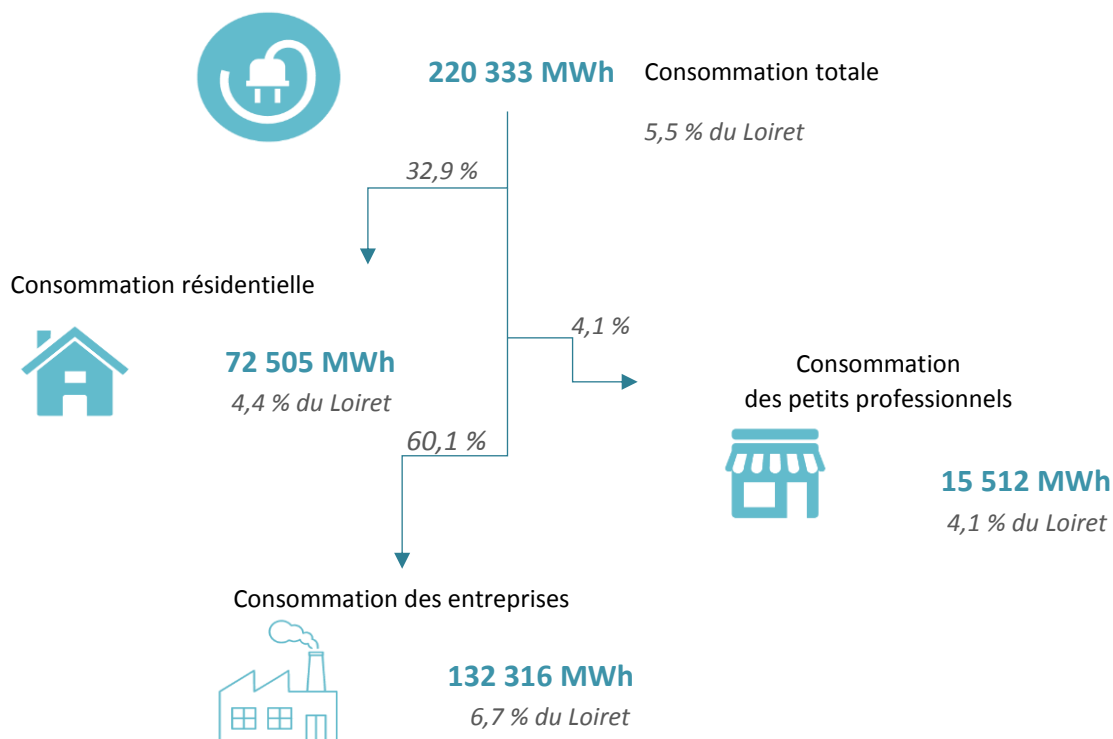 220 333 MWh Consommation totale
5,5 % du Loiret
32,9 %
Consommation résidentielle
72 505 MWh
4,4 % du Loiret
4,1 %
Consommation
des petits professionnels
15 512 MWh
4,1 % du Loiret
60,1 %
Consommation des entreprises
132 316 MWh
6,7 % du Loiret